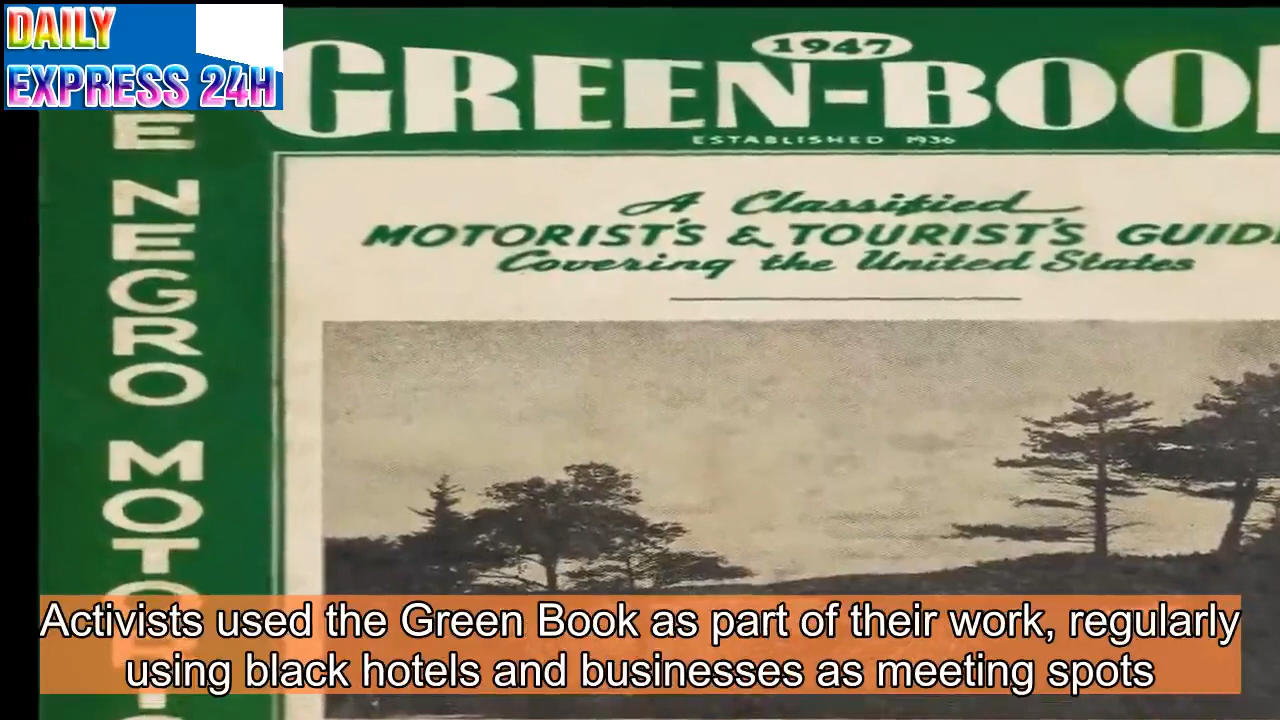 DAILY
EXPRESS 24H
1947
GREEN-BOO
ESTABLISHED 1936
A Classified
MOTORIST'S & TOURIST'S GUID
Covering the United States
E NEGRO MOTO
Activists used the Green Book as part of their work, regularly
using black hotels and businesses as meeting spots